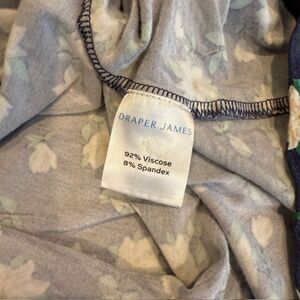 DRAPER JAMES
92% Viscose
8% Spandex